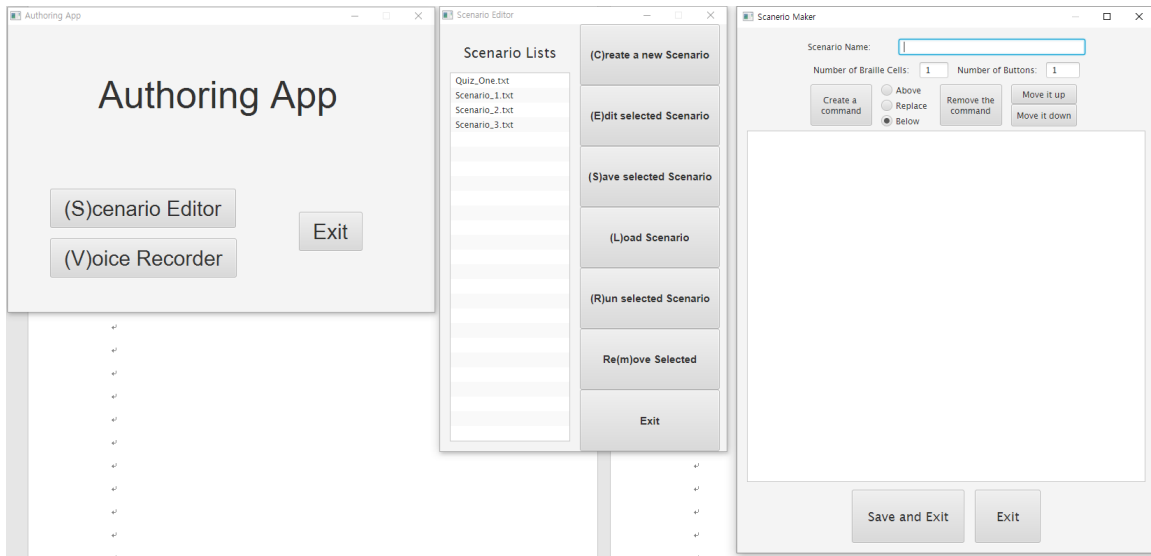 Authoring App
Authoring App
(S)cenario Editor
(V)oice Recorder
Exit
Scenario Editor
Scenario Lists
Quiz_One.txt
Scenario_1.txt
Scenario_2.txt
Scenario_3.txt
(C)reate a new Scenario
(E)dit selected Scenario
(S)ave selected Scenario
(L)oad Scenario
(R)un selected Scenario
Re(m)ove Selected
Exit
Scanerio Maker
Scenario Name:
Number of Braille Cells: 1 Number of Buttons: 1
Create a
command
Above
Replace
Below
Remove the
command
Move it up
Move it down
Save and Exit
Exit